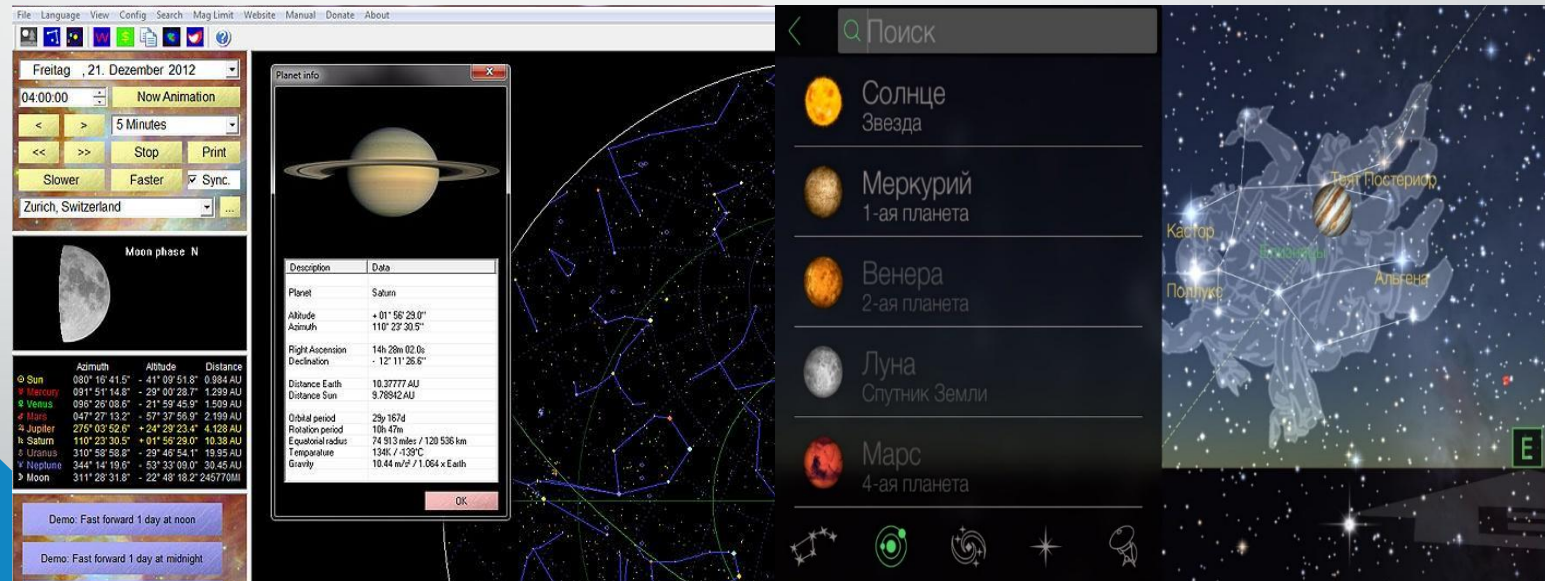 File Language View Config Search Mag Limit Website Manual Donate About
Freitag , 21. Dezember 2012
04:00:00 Now Animation
< > 5 Minutes
<< >> Stop Print
Slower Faster Sync.
Zurich, Switzerland ...
Moon phase N
Azimuth Altitude Distance
Sun 080° 16' 41.5" - 41° 09' 51.8" 0.984 AU
Mercury 091° 51' 14.8" - 29° 00' 28.7" 1.299 AU
Venus 096° 26' 08.6" - 21° 59' 45.9" 1.509 AU
Mars 047° 27' 13.2" - 57° 37' 56.9" 2.199 AU
Jupiter 275° 03' 52.6" + 24° 29' 23.4" 4.128 AU
Saturn 110° 23' 30.5" + 01° 56' 29.0" 10.38 AU
Uranus 310° 58' 58.8" - 29° 46' 54.1" 19.95 AU
Neptune 344° 14' 19.6" - 53° 33' 09.0" 30.45 AU
Moon 311° 28' 31.8" - 22° 48' 18.2" 245770MI
Demo: Fast forward 1 day at noon
Demo: Fast forward 1 day at midnight
Planet info
Description Data
Planet Saturn
Altitude + 01° 56' 29.0"
Azimuth 110° 23' 30.5"
Right Ascension 14h 28m 02.0s
Declination - 12° 11' 26.6"
Distance Earth 10.37777 AU
Distance Sun 9.78942 AU
Orbital period 29y 167d
Rotation period 10h 47m
Equatorial radius 74 913 miles / 120 536 km
Temparature 134K / -139°C
Gravity 10.44 m/s² / 1.064 x Earth
OK
Поиск
Солнце
Звезда
Меркурий
1-ая планета
Венера
2-ая планета
Луна
Спутник Земли
Марс
4-ая планета
Теят Постериор
Кастор
Близнецы
Альгена
Поллукс
E